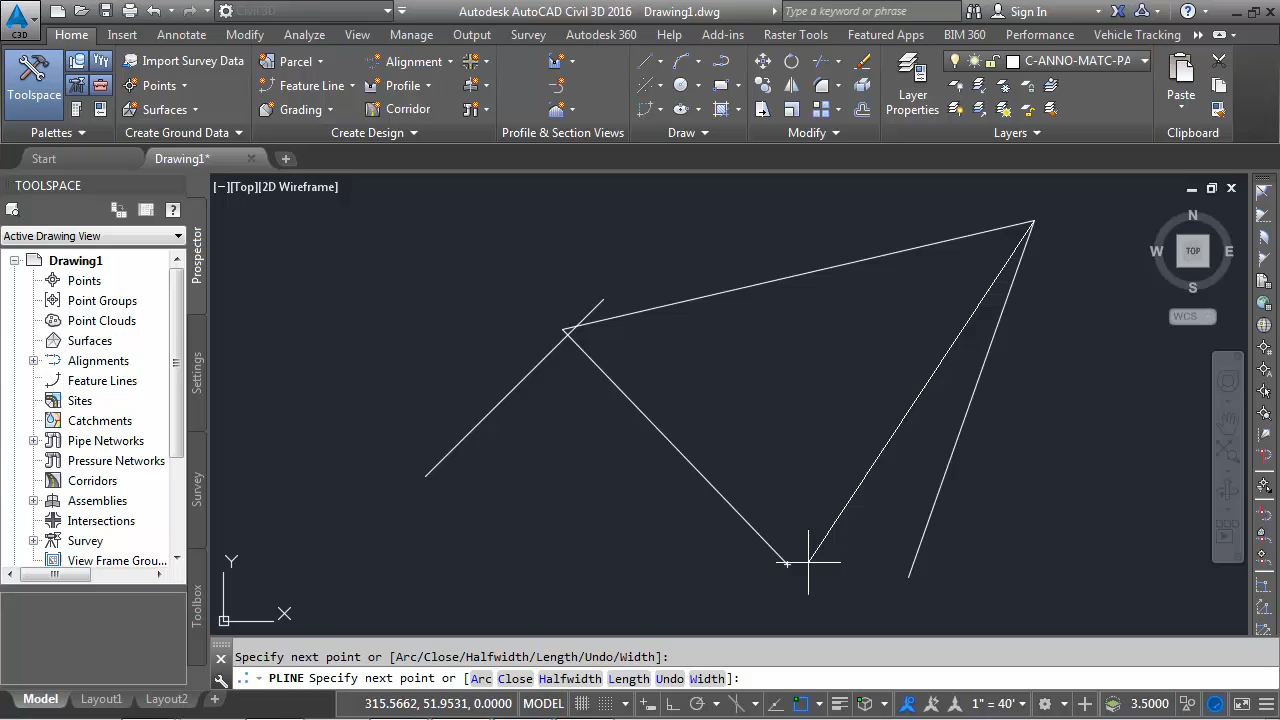 Civil 3D
Autodesk AutoCAD Civil 3D 2016 Drawing1.dwg
Type a keyword or phrase
Sign In
C3D
Home
Insert
Annotate
Modify
Analyze
View
Manage
Output
Survey
Autodesk 360
Help
Add-ins
Raster Tools
Featured Apps
BIM 360
Performance
Vehicle Tracking
Toolspace
Import Survey Data
Points
Surfaces
Parcel
Feature Line
Grading
Alignment
Profile
Corridor
Layer
Properties
C-ANNO-MATC-PA
Paste
Palettes
Create Ground Data
Create Design
Profile & Section Views
Draw
Modify
Layers
Clipboard
Start
Drawing1*
TOOLSPACE
Active Drawing View
Drawing1
Points
Point Groups
Point Clouds
Surfaces
Alignments
Feature Lines
Sites
Catchments
Pipe Networks
Pressure Networks
Corridors
Assemblies
Intersections
Survey
View Frame Grou...
Prospector
Settings
Survey
Toolbox
[−][Top][2D Wireframe]
N
W TOP E
S
WCS
Y
X
Specify next point or [Arc/Close/Halfwidth/Length/Undo/Width]:
PLINE Specify next point or [Arc Close Halfwidth Length Undo Width]:
Model
Layout1
Layout2
315.5662, 51.9531, 0.0000 MODEL
1" = 40'
3.5000